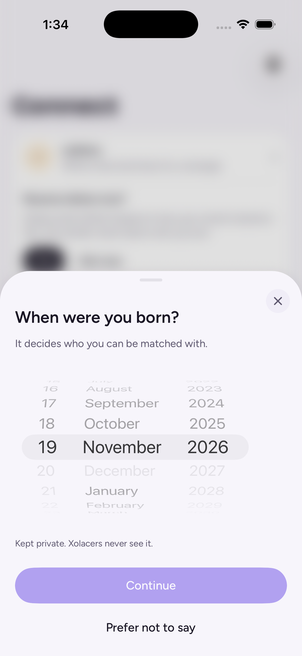 1:34
Connect
When were you born?
It decides who you can be matched with.
16 August 2023
17 September 2024
18 October 2025
19 November 2026
20 December 2027
21 January 2028
22 February 2029
Kept private. Xolacers never see it.
Continue
Prefer not to say